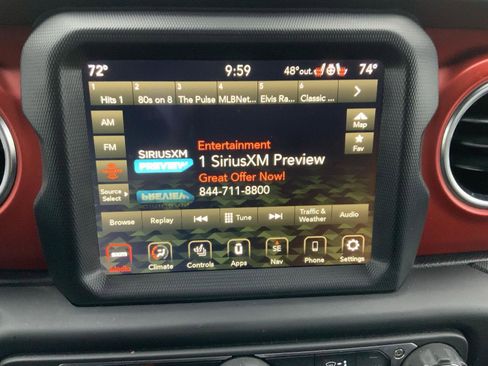 72° 9:59 48°out. 74°
1 2 3 4 5 6
Hits 1 80s on 8 The Pulse MLBNet... Elvis Ra... Classic ...
AM
FM
Source Select
Map
Fav
SIRIUSXM
PREVIEW
Entertainment
1 SiriusXM Preview
Great Offer Now!
844-711-8800
Browse Replay Tune Traffic & Weather Audio
SE
Media Climate Controls Apps Nav Phone Settings